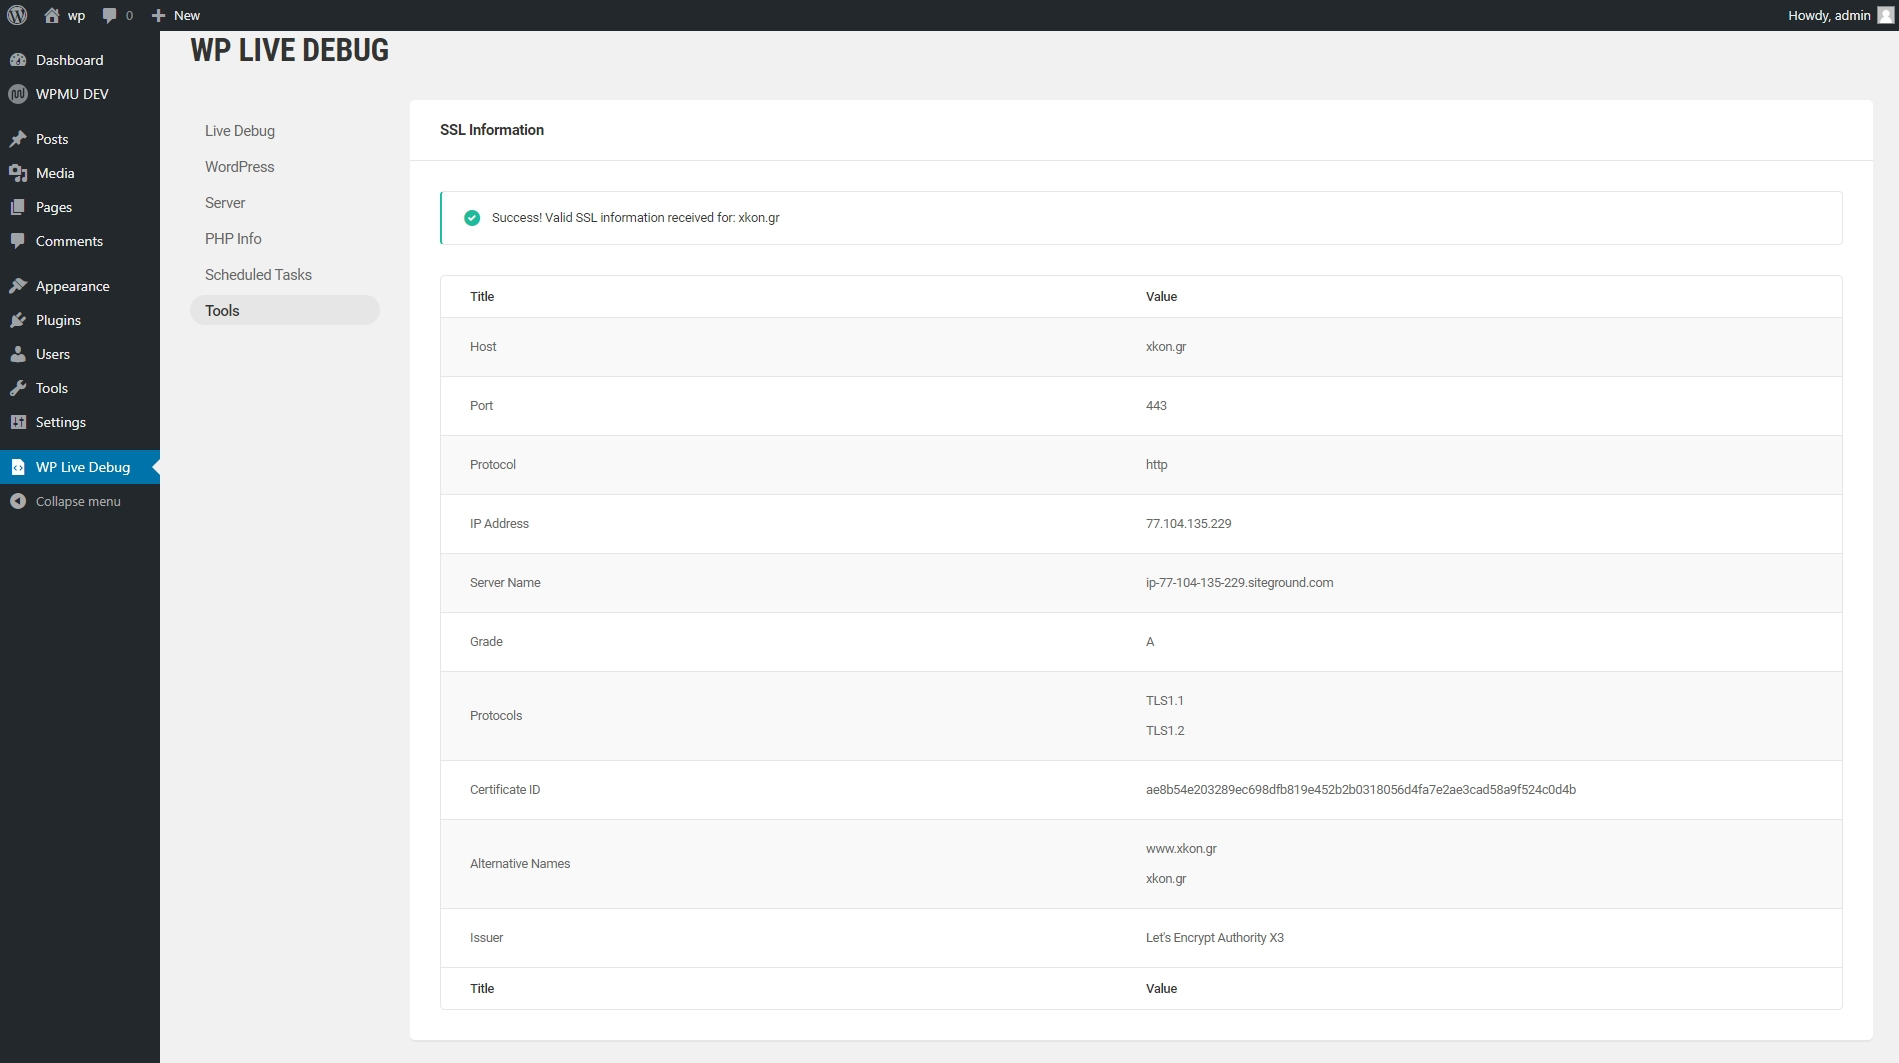 wp
0
New
Howdy, admin
Dashboard
WPMU DEV
Posts
Media
Pages
Comments
Appearance
Plugins
Users
Tools
Settings
WP Live Debug
Collapse menu
WP LIVE DEBUG
Live Debug
WordPress
Server
PHP Info
Scheduled Tasks
Tools
SSL Information
Success! Valid SSL information received for: xkon.gr
Title Value
Host xkon.gr
Port 443
Protocol http
IP Address 77.104.135.229
Server Name ip-77-104-135-229.siteground.com
Grade A
Protocols TLS1.1
TLS1.2
Certificate ID ae8b54e203289ec698dfb819e452b2b0318056d4fa7e2ae3cad58a9f524c0d4b
Alternative Names www.xkon.gr
xkon.gr
Issuer Let's Encrypt Authority X3
Title Value